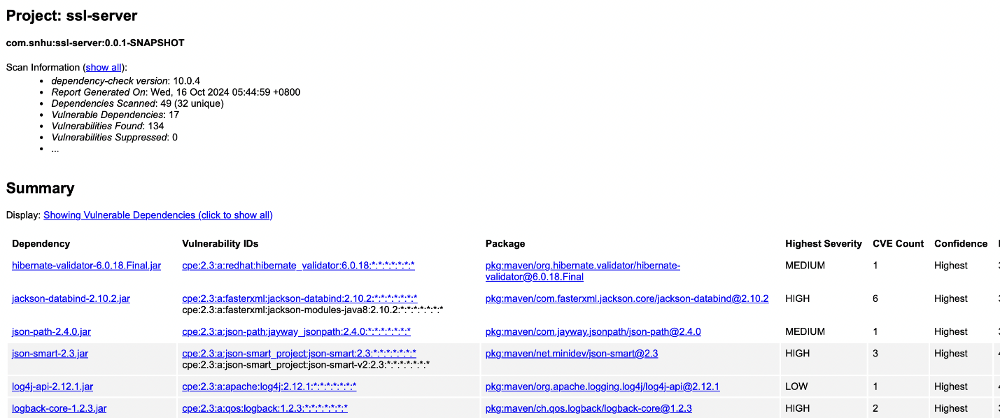 Project: ssl-server
com.snhu:ssl-server:0.0.1-SNAPSHOT
Scan Information (show all):
• dependency-check version: 10.0.4
• Report Generated On: Wed, 16 Oct 2024 05:44:59 +0800
• Dependencies Scanned: 49 (32 unique)
• Vulnerable Dependencies: 17
• Vulnerabilities Found: 134
• Vulnerabilities Suppressed: 0
• ...
Summary
Display: Showing Vulnerable Dependencies (click to show all)
Dependency Vulnerability IDs Package Highest Severity CVE Count Confidence
hibernate-validator-6.0.18.Final.jar cpe:2.3:a:redhat:hibernate_validator:6.0.18:*:*:*:*:*:*:* pkg:maven/org.hibernate.validator/hibernate- MEDIUM 1 Highest
validator@6.0.18.Final
jackson-databind-2.10.2.jar cpe:2.3:a:fasterxml:jackson-databind:2.10.2:*:*:*:*:*:*:* pkg:maven/com.fasterxml.jackson.core/jackson-databind@2.10.2 HIGH 6 Highest
cpe:2.3:a:fasterxml:jackson-modules-java8:2.10.2:*:*:*:*:*:*:*
json-path-2.4.0.jar cpe:2.3:a:json-path:jayway_jsonpath:2.4.0:*:*:*:*:*:*:* pkg:maven/com.jayway.jsonpath/json-path@2.4.0 MEDIUM 1 Highest
json-smart-2.3.jar cpe:2.3:a:json-smart_project:json-smart:2.3:*:*:*:*:*:*:* pkg:maven/net.minidev/json-smart@2.3 HIGH 3 Highest
cpe:2.3:a:json-smart_project:json-smart-v2:2.3:*:*:*:*:*:*:*
log4j-api-2.12.1.jar cpe:2.3:a:apache:log4j:2.12.1:*:*:*:*:*:*:* pkg:maven/org.apache.logging.log4j/log4j-api@2.12.1 LOW 1 Highest
logback-core-1.2.3.jar cpe:2.3:a:qos:logback:1.2.3:*:*:*:*:*:*:* pkg:maven/ch.qos.logback/logback-core@1.2.3 HIGH 2 Highest